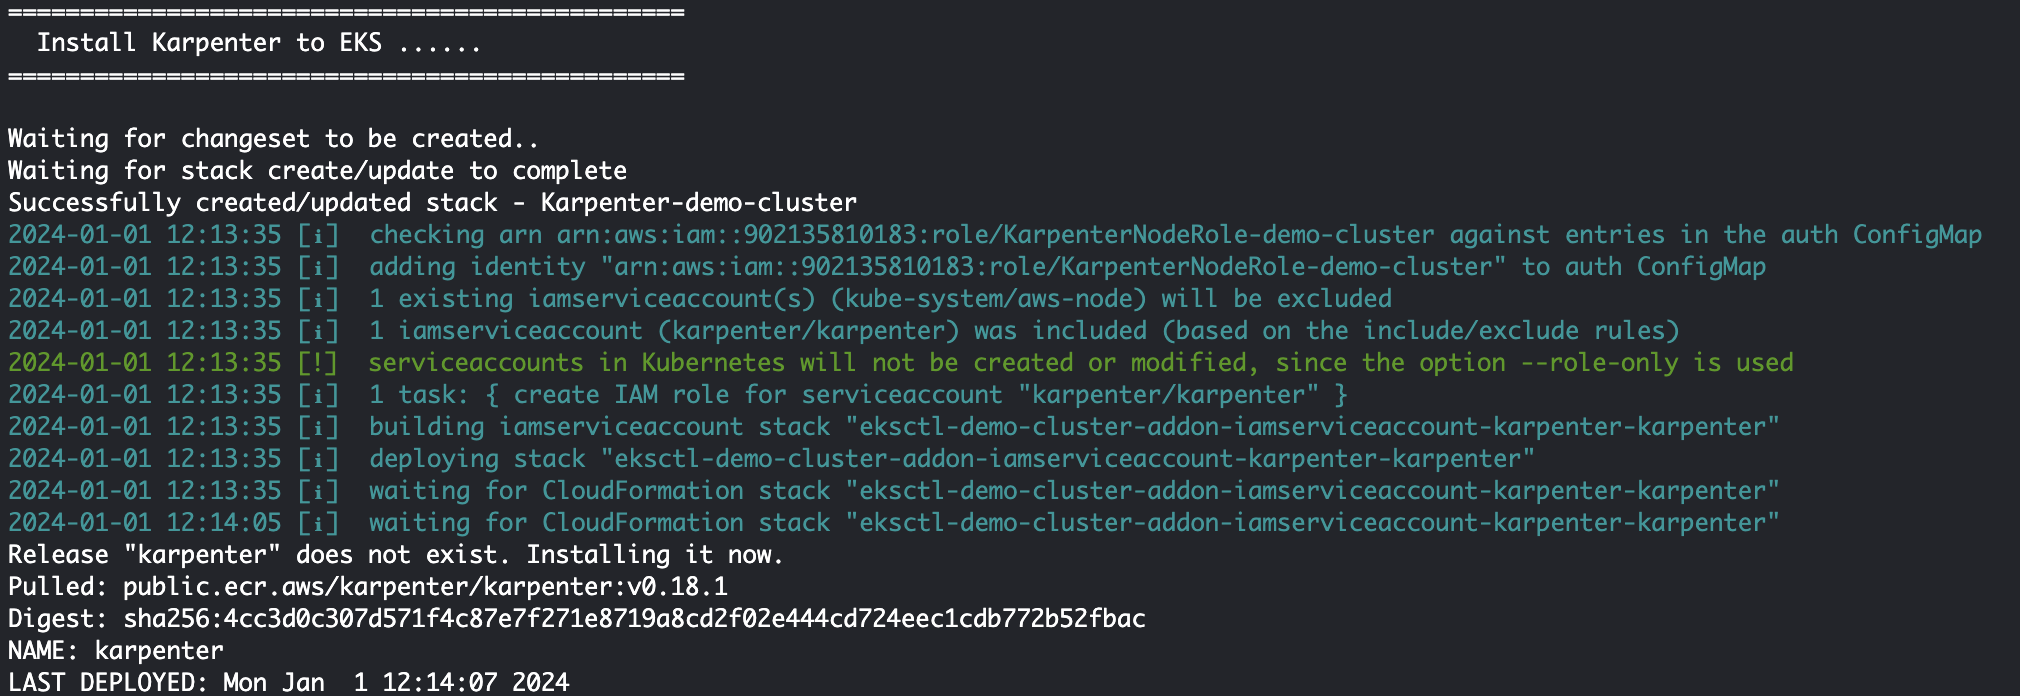 ===============================================
  Install Karpenter to EKS ......
===============================================

Waiting for changeset to be created..
Waiting for stack create/update to complete
Successfully created/updated stack - Karpenter-demo-cluster
2024-01-01 12:13:35 [ℹ]  checking arn arn:aws:iam::902135810183:role/KarpenterNodeRole-demo-cluster against entries in the auth ConfigMap
2024-01-01 12:13:35 [ℹ]  adding identity "arn:aws:iam::902135810183:role/KarpenterNodeRole-demo-cluster" to auth ConfigMap
2024-01-01 12:13:35 [ℹ]  1 existing iamserviceaccount(s) (kube-system/aws-node) will be excluded
2024-01-01 12:13:35 [ℹ]  1 iamserviceaccount (karpenter/karpenter) was included (based on the include/exclude rules)
2024-01-01 12:13:35 [!]  serviceaccounts in Kubernetes will not be created or modified, since the option --role-only is used
2024-01-01 12:13:35 [ℹ]  1 task: { create IAM role for serviceaccount "karpenter/karpenter" }
2024-01-01 12:13:35 [ℹ]  building iamserviceaccount stack "eksctl-demo-cluster-addon-iamserviceaccount-karpenter-karpenter"
2024-01-01 12:13:35 [ℹ]  deploying stack "eksctl-demo-cluster-addon-iamserviceaccount-karpenter-karpenter"
2024-01-01 12:13:35 [ℹ]  waiting for CloudFormation stack "eksctl-demo-cluster-addon-iamserviceaccount-karpenter-karpenter"
2024-01-01 12:14:05 [ℹ]  waiting for CloudFormation stack "eksctl-demo-cluster-addon-iamserviceaccount-karpenter-karpenter"
Release "karpenter" does not exist. Installing it now.
Pulled: public.ecr.aws/karpenter/karpenter:v0.18.1
Digest: sha256:4cc3d0c307d571f4c87e7f271e8719a8cd2f02e444cd724eec1cdb772b52fbac
NAME: karpenter
LAST DEPLOYED: Mon Jan  1 12:14:07 2024